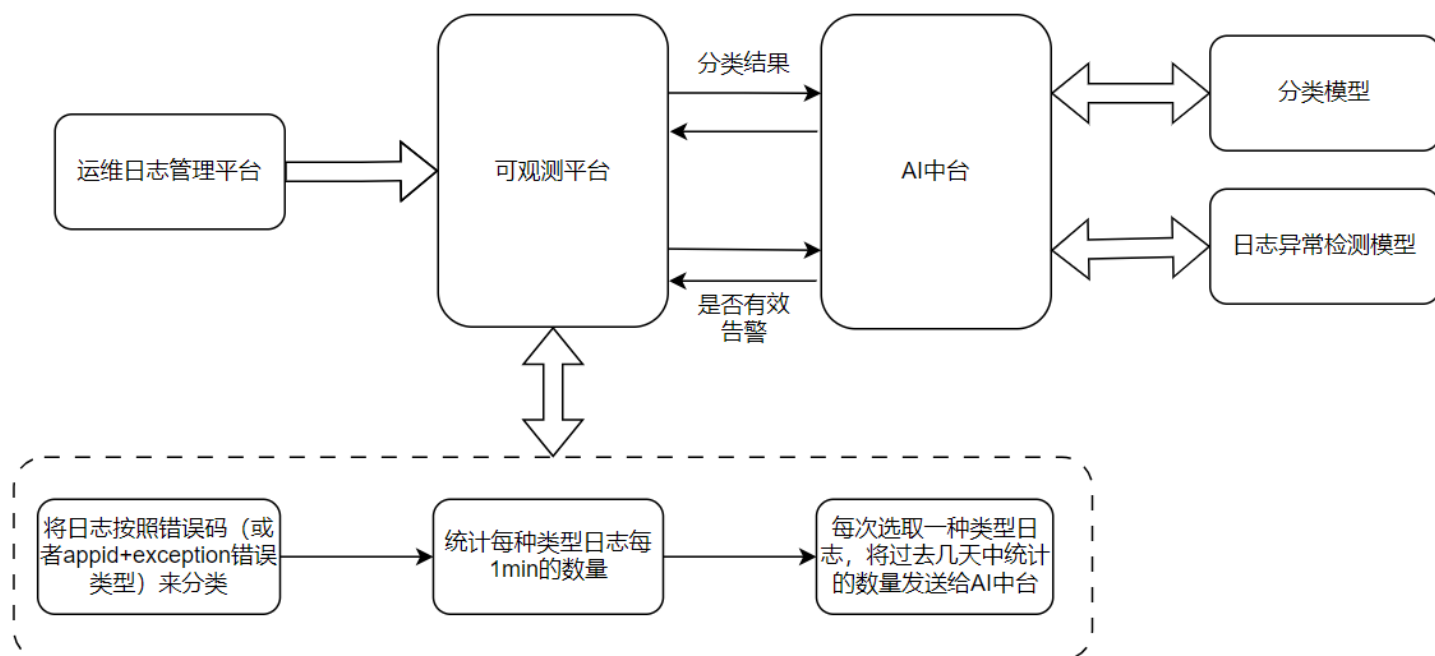 分类结果
分类模型
运维日志管理平台
可观测平台
AI中台
日志异常检测模型
是否有效
告警
将日志按照错误码（或
者appid+exception错误
类型）来分类
统计每种类型日志每
1min的数量
每次选取一种类型日
志，将过去几天中统计
的数量发送给AI中台